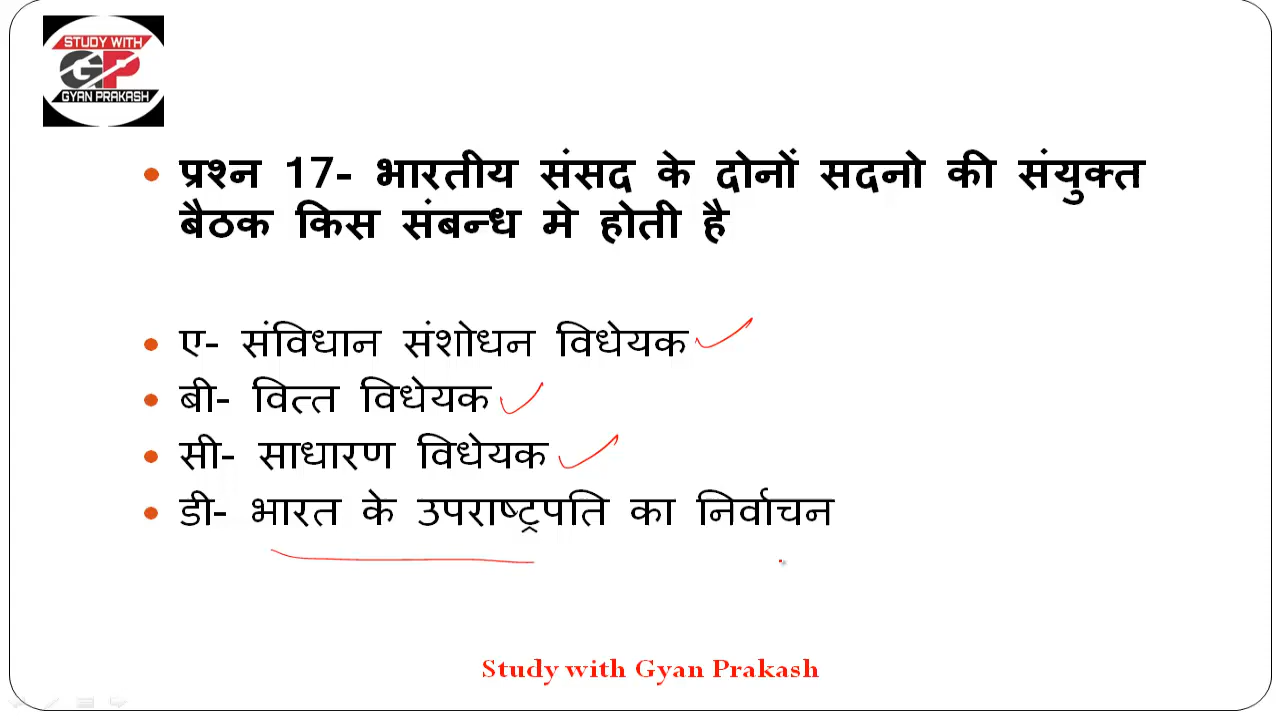 STUDY WITH
GP
GYAN PRAKASH
प्रश्न 17- भारतीय संसद के दोनों सदनो की संयुक्त
बैठक किस संबन्ध मे होती है
ए- संविधान संशोधन विधेयक
बी- वित्त विधेयक
सी- साधारण विधेयक
डी- भारत के उपराष्ट्रपति का निर्वाचन
Study with Gyan Prakash